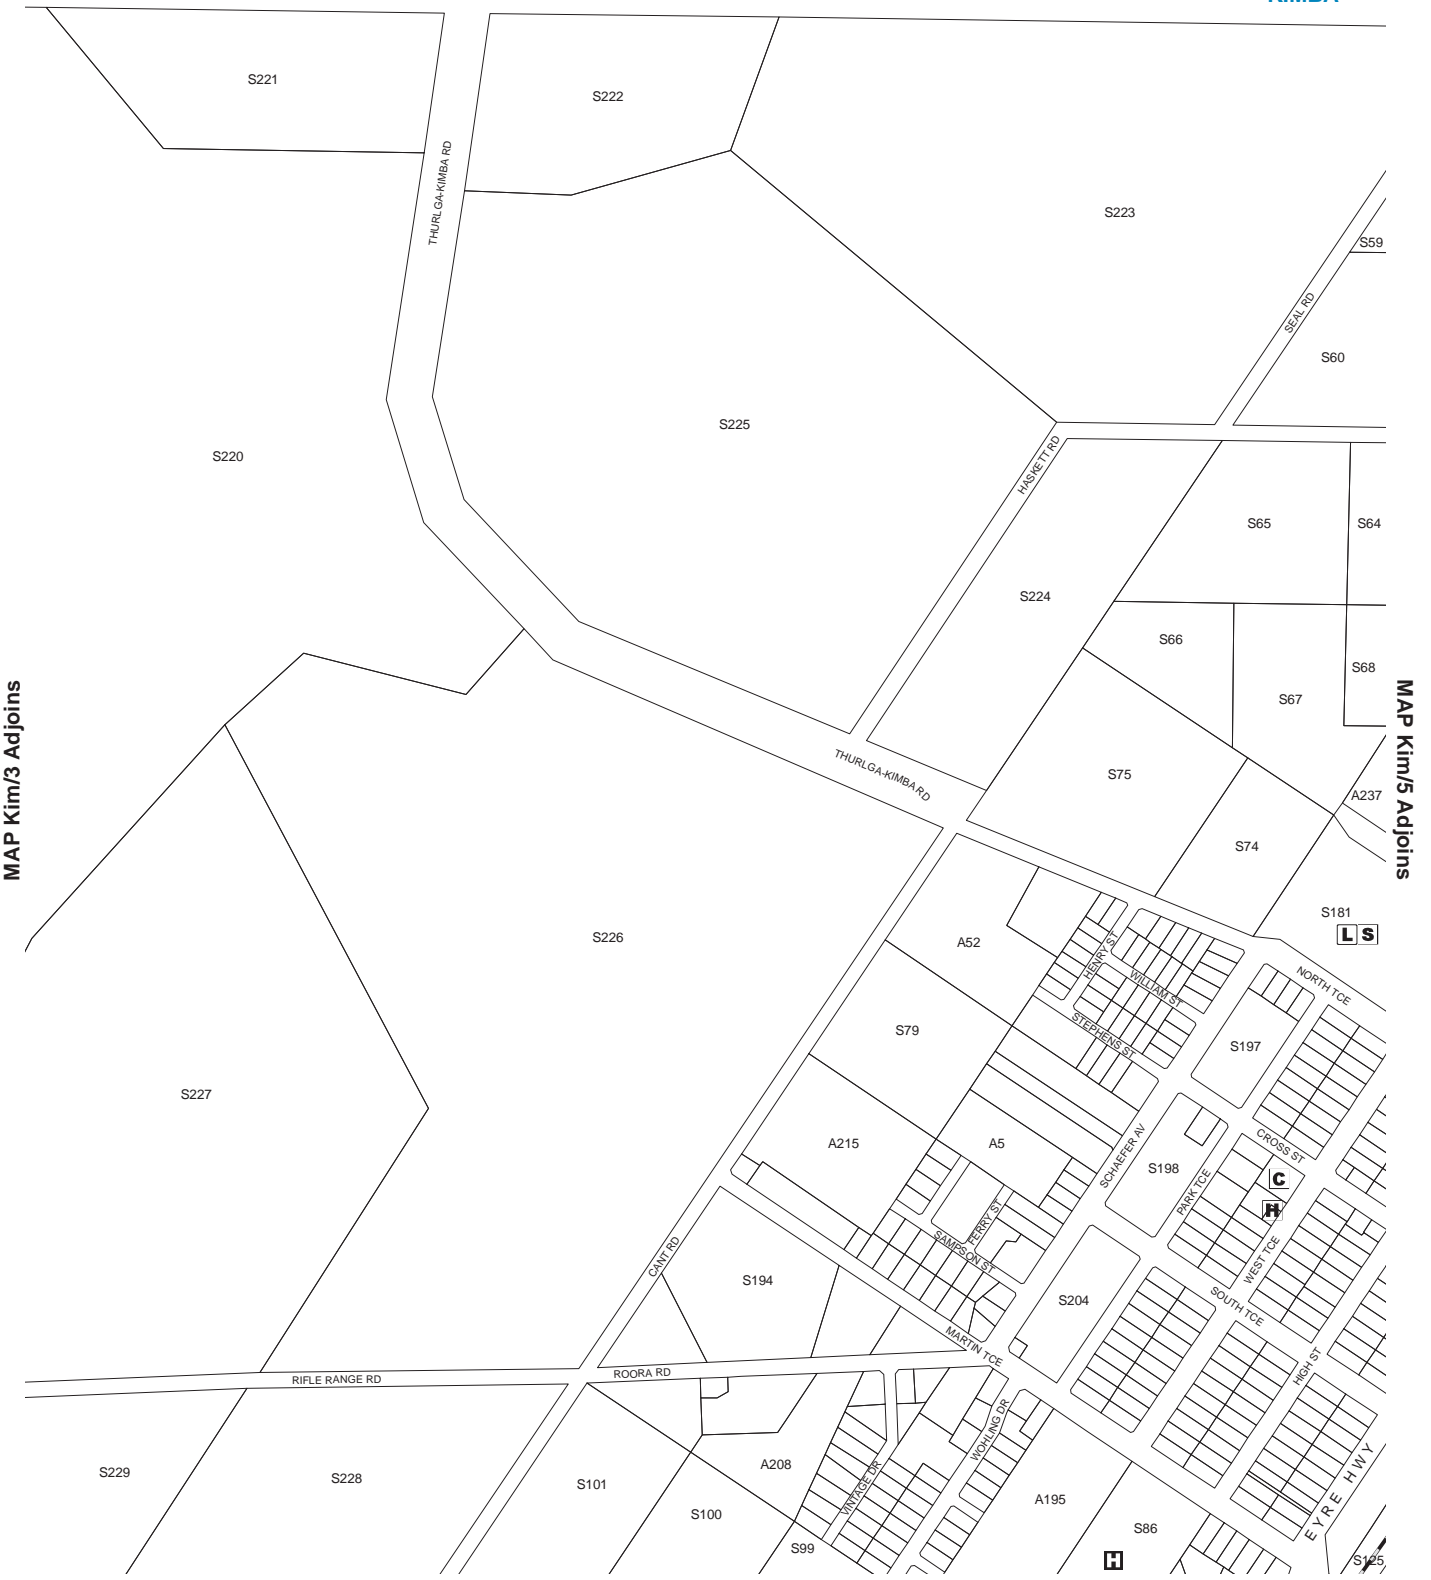 KIMBA
S221
S222
THURLGA-KIMBA RD
S223
S59
SEAL RD
S60
S225
S220
HASKETT RD
S65
S64
S224
S66
S68
S67
MAP Kim/3 Adjoins
MAP Kim/5 Adjoins
THURLGA-KIMBA RD
S75
A237
S74
S181
L S
S226
A52
HENRY ST
WILLIAM ST
NORTH TCE
STEPHENS ST
S79
S197
S227
A215
A5
SCHAEFER AV
CROSS ST
S198
C
PARK TCE
H
FERRY ST
SAMPSON ST
CANT RD
WEST TCE
S194
S204
SOUTH TCE
MARTIN TCE
HIGH ST
RIFLE RANGE RD
ROORA RD
WOHLING DR
S229
S228
S101
A208
VINTAGE DR
EYRE HWY
A195
S100
S86
S99
H
S125